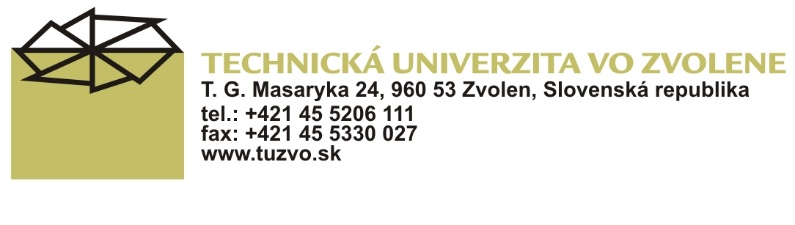 TECHNICKÁ UNIVERZITA VO ZVOLENE
T. G. Masaryka 24, 960 53 Zvolen, Slovenská republika
tel.: +421 45 5206 111
fax: +421 45 5330 027
www.tuzvo.sk